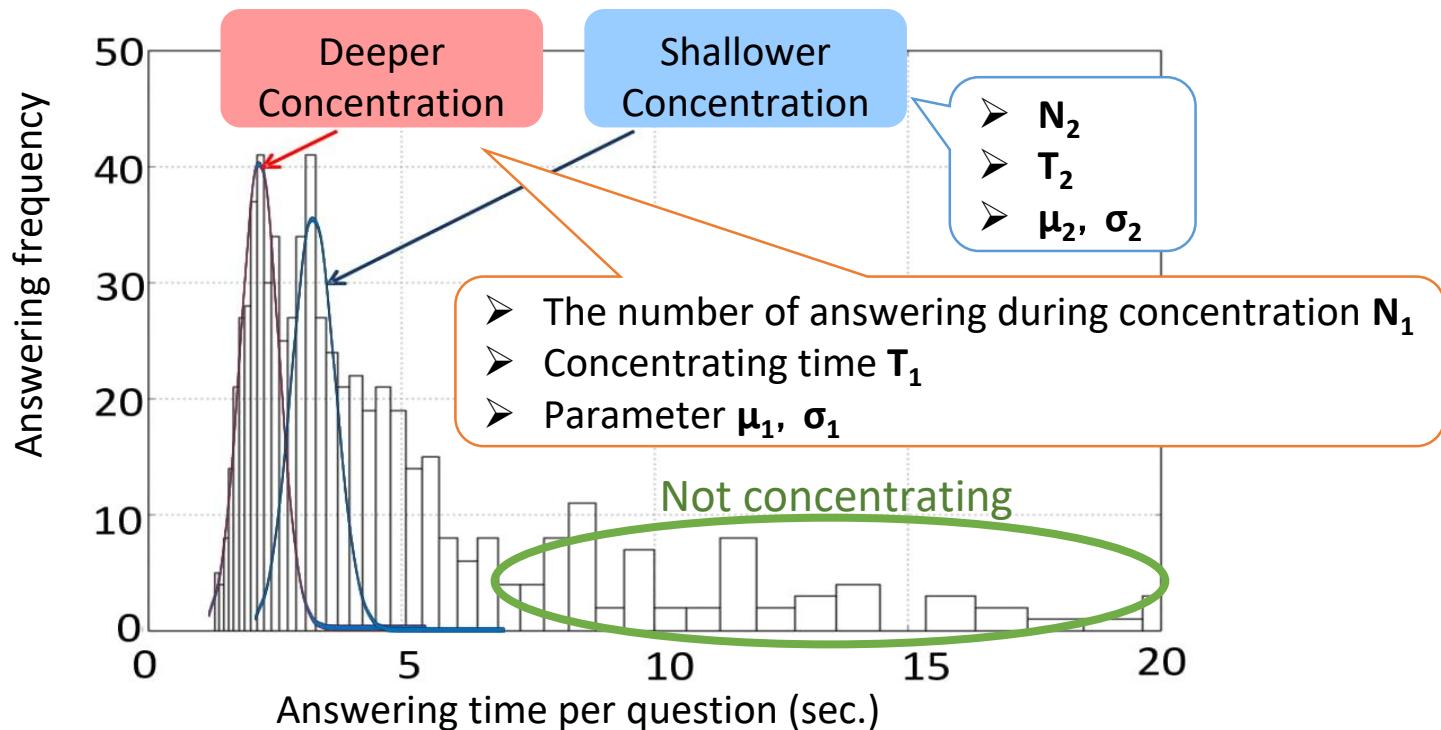 Deeper
Concentration
Shallower
Concentration
➢ N₂
➢ T₂
➢ μ₂, σ₂
➢ The number of answering during concentration N₁
➢ Concentrating time T₁
➢ Parameter μ₁, σ₁
Not concentrating
Answering frequency
50
40
30
20
10
0
0 5 10 15 20
Answering time per question (sec.)